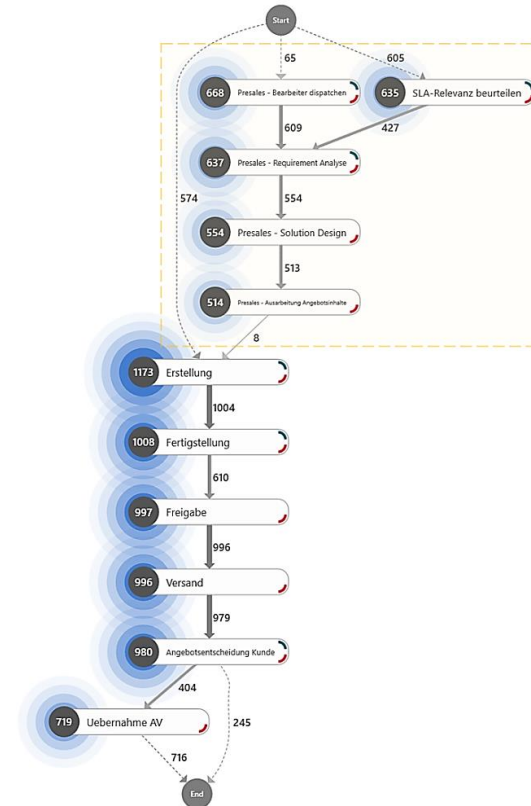 Start
65
605
668 Presales - Bearbeiter dispatchen
635 SLA-Relevanz beurteilen
609
427
637 Presales - Requirement Analyse
574
554
554 Presales - Solution Design
513
514 Presales - Ausarbeitung Angebotsinhalte
8
1173 Erstellung
1004
1008 Fertigstellung
610
997 Freigabe
996
996 Versand
979
980 Angebotsentscheidung Kunde
404
245
719 Uebernahme AV
716
End